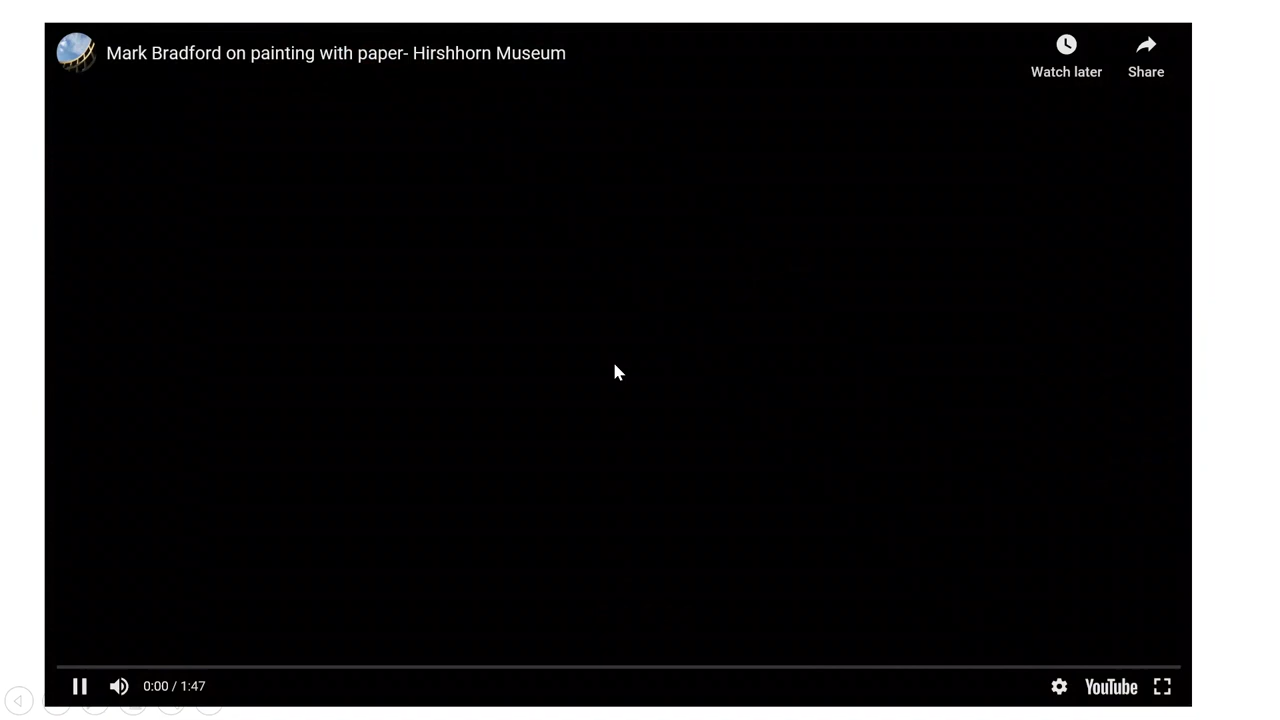 Mark Bradford on painting with paper- Hirshhorn Museum
Watch later
Share
0:00 / 1:47
YouTube